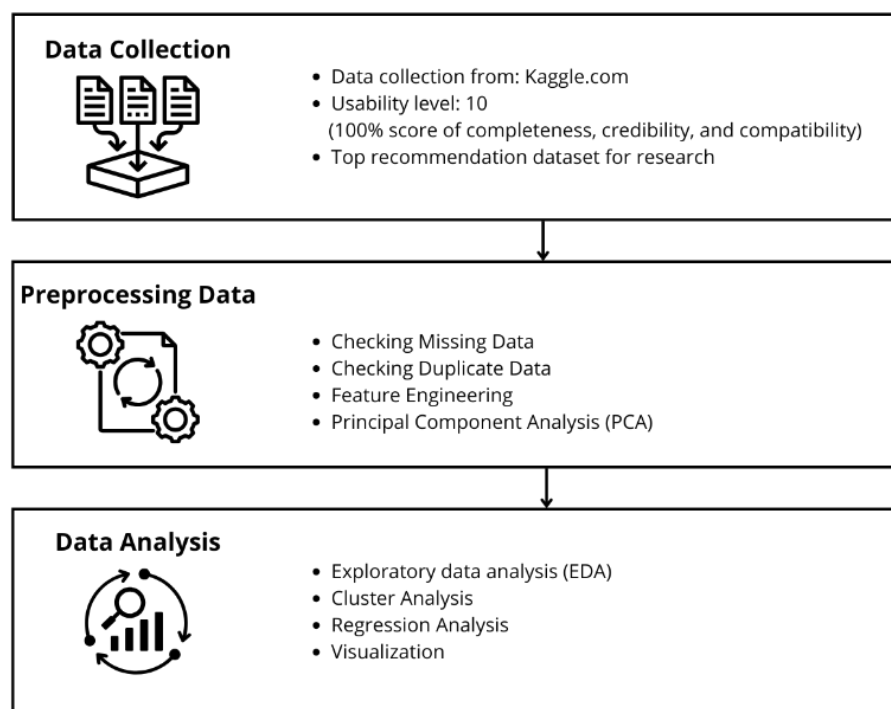 Data Collection
• Data collection from: Kaggle.com
• Usability level: 10
(100% score of completeness, credibility, and compatibility)
• Top recommendation dataset for research
Preprocessing Data
• Checking Missing Data
• Checking Duplicate Data
• Feature Engineering
• Principal Component Analysis (PCA)
Data Analysis
• Exploratory data analysis (EDA)
• Cluster Analysis
• Regression Analysis
• Visualization